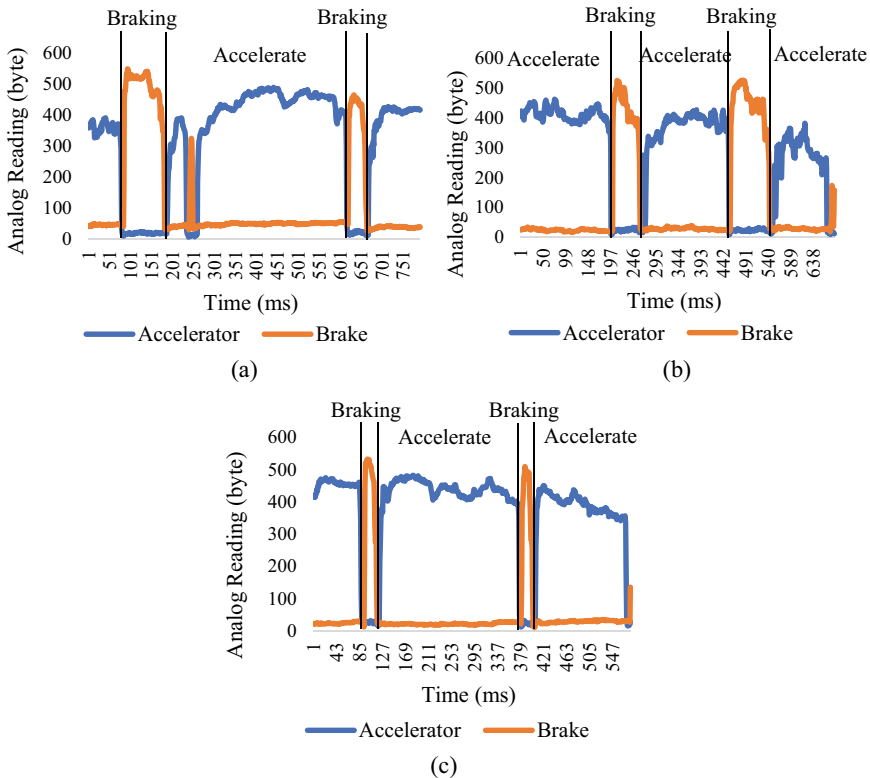 Braking
Braking
Accelerate
600
500
400
300
200
100
0
Analog Reading (byte)
1
51
101
151
201
251
301
351
401
451
501
551
601
651
701
751
Time (ms)
Accelerator
Brake
(a)
Braking
Braking
Accelerate
Accelerate
Accelerate
600
500
400
300
200
100
0
Analog Reading (byte)
1
50
99
148
197
246
295
344
393
442
491
540
589
638
Time (ms)
Accelerator
Brake
(b)
Braking
Braking
Accelerate
Accelerate
600
500
400
300
200
100
0
Analog Reading (byte)
1
43
85
127
169
211
253
295
337
379
421
463
505
547
Time (ms)
Accelerator
Brake
(c)